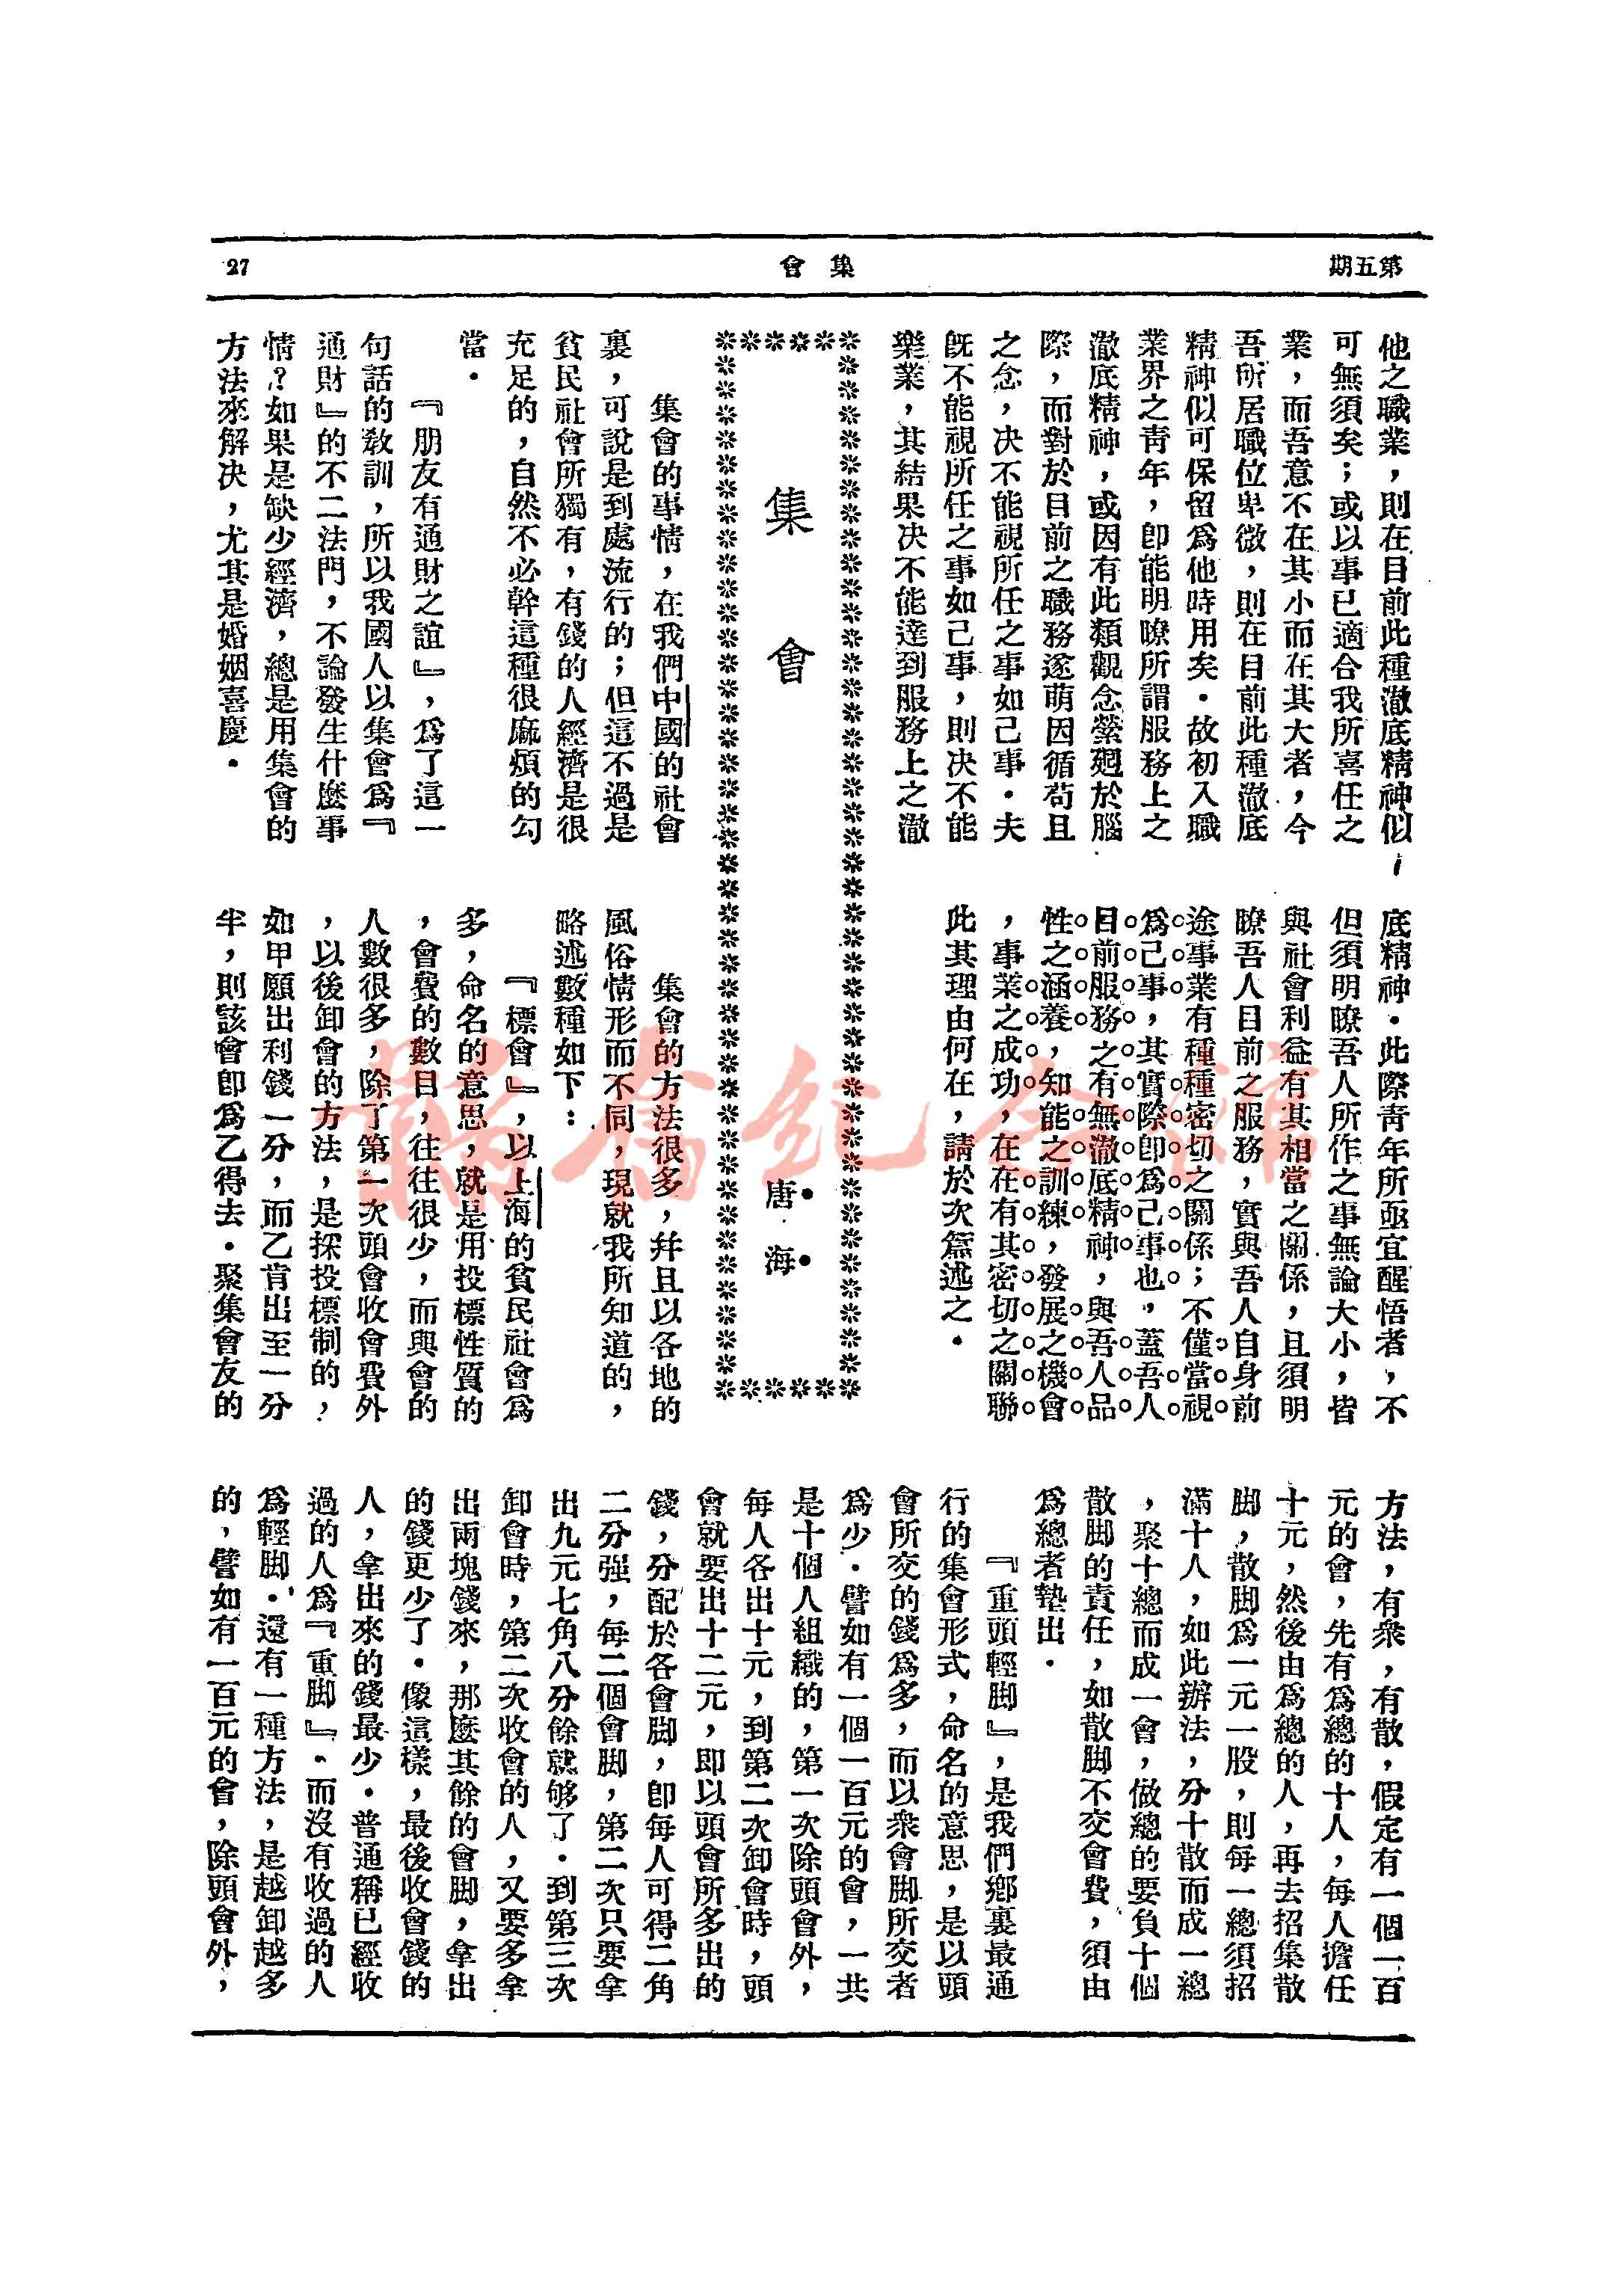 第五期
集會
27
他之職業，則在目前此種澈底精神似
可無須矣；或以事已適合我所喜任之
業，而吾意不在其小而在其大者，今
吾所居職位卑微，則在目前此種澈底
精神似可保留爲他時用矣．故初入職
業界之靑年，卽能明瞭所謂服務上之
澈底精神，或因有此類觀念縈廻於腦
際，而對於目前之職務遂萌因循苟且
之念，决不能視所任之事如己事．夫
旣不能視所任之事如己事，則决不能
樂業，其結果决不能達到服務上之澈
底精神．此際靑年所亟宜醒悟者，不
但須明瞭吾人所作之事無論大小，皆
與社會利益有其相當之關係，且須明
瞭吾人目前之服務，實與吾人自身前
途事業有種種密切之關係；不僅當視
爲己事，其實際卽爲己事也，蓋吾人
目前服務之有無澈底精神，與吾人品
性之涵養，知能之訓練，發展之機會
，事業之成功，在在有其密切之關聯
此其理由何在，請於次篇述之．
集會
唐海
集會的事情，在我們中國的社會
裏，可說是到處流行的；但這不過是
貧民社會所獨有，有錢的人經濟是很
充足的，自然不必幹這種很麻煩的勾
當．
『朋友有通財之誼』，爲了這一
句話的敎訓，所以我國人以集會爲『
通財』的不二法門，不論發生什麽事
情？如果是缺少經濟，總是用集會的
方法來解决，尤其是婚姻喜慶．
集會的方法很多，幷且以各地的
風俗情形而不同，現就我所知道的，
略述數種如下：
『標會』，以上海的貧民社會爲
多，命名的意思，就是用投標性質的
，會費的數目，往往很少，而與會的
人數很多，除了第一次頭會收會費外
，以後卸會的方法，是採投標制的，
如甲願出利錢一分，而乙肯出至一分
半，則該會卽爲乙得去．聚集會友的
方法，有衆，有散，假定有一個一百
元的會，先有爲總的十人，每人擔任
十元，然後由爲總的人，再去招集散
脚，散脚爲一元一股，則每一總須招
滿十人，如此辦法，分十散而成一總
，聚十總而成一會，做總的要負十個
散脚的責任，如散脚不交會費，須由
爲總者墊出．
『重頭輕脚』，是我們鄕裏最通
行的集會形式，命名的意思，是以頭
會所交的錢爲多，而以衆會脚所交者
爲少．譬如有一個一百元的會，一共
是十個人組織的，第一次除頭會外，
每人各出十元，到第二次卸會時，頭
會就要出十二元，卽以頭會所多出的
錢，分配於各會脚，卽每人可得二角
二分强，每二個會脚，第二次只要拿
出九元七角八分餘就够了．到第三次
卸會時，第二次收會的人，又要多拿
出兩塊錢來，那麽其餘的會脚，拿出
的錢更少了．像這樣，最後收會錢的
人，拿出來的錢最少．普通稱已經收
過的人爲『重脚』．而沒有收過的人
爲輕脚．還有一種方法，是越卸越多
的，譬如有一百元的會，除頭會外，
韜奮紀念館